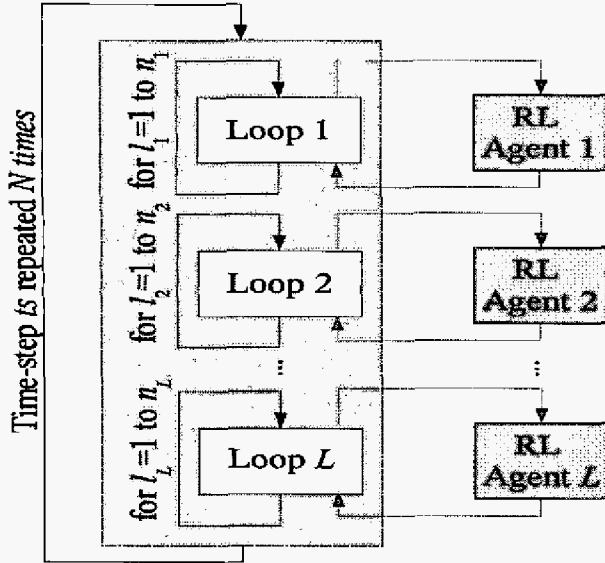 Time-step ts repeated N times
for l1=1 to n1
Loop 1
RL
Agent 1
for l2=1 to n2
Loop 2
RL
Agent 2
...
...
for lL=1 to nL
Loop L
RL
Agent L